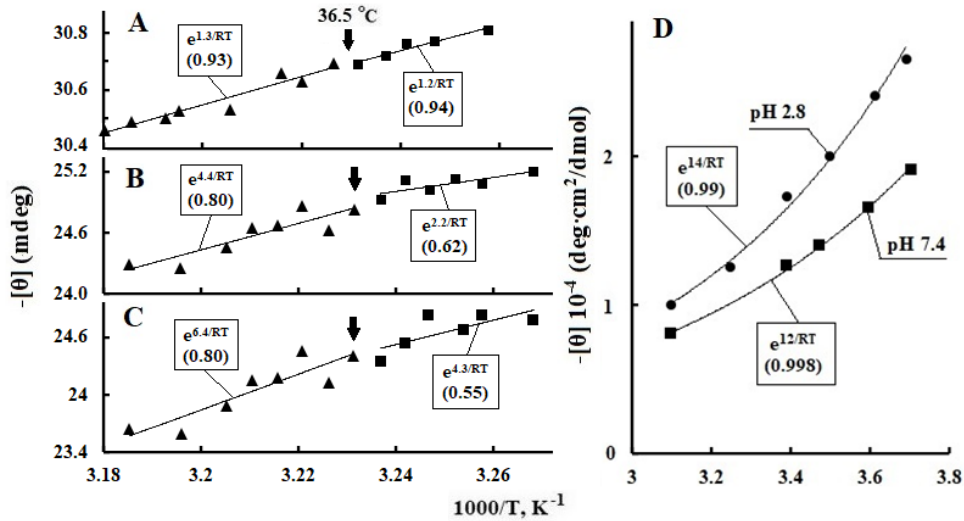 A
36.5 °C
30.8
30.6
30.4
e1.3/RT
(0.93)
e1.2/RT
(0.94)
B
25.2
24.6
24.0
e4.4/RT
(0.80)
e2.2/RT
(0.62)
C
24.6
24
23.4
e6.4/RT
(0.80)
e4.3/RT
(0.55)
-[θ] (mdeg)
3.18
3.2
3.22
3.24
3.26
1000/T, K-1
D
-[θ] 10-4 (deg·cm2/dmol)
2
1
0
pH 2.8
e14/RT
(0.99)
pH 7.4
e12/RT
(0.998)
3
3.2
3.4
3.6
3.8